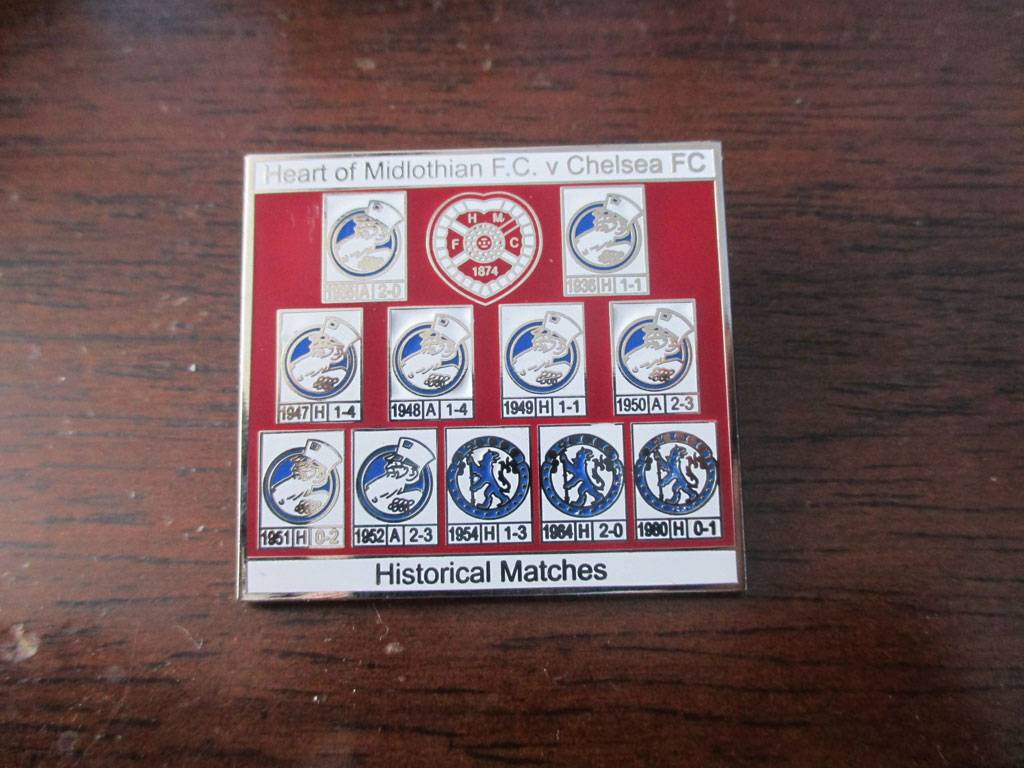 Heart of Midlothian F.C. v Chelsea FC
H M
F C
1874
A 2-0
1936 H 1-1
1947 H 1-4
1948 A 1-4
1949 H 1-1
1950 A 2-3
1951 H 0-2
1952 A 2-3
1954 H 1-3
1964 H 2-0
1980 H 0-1
Historical Matches